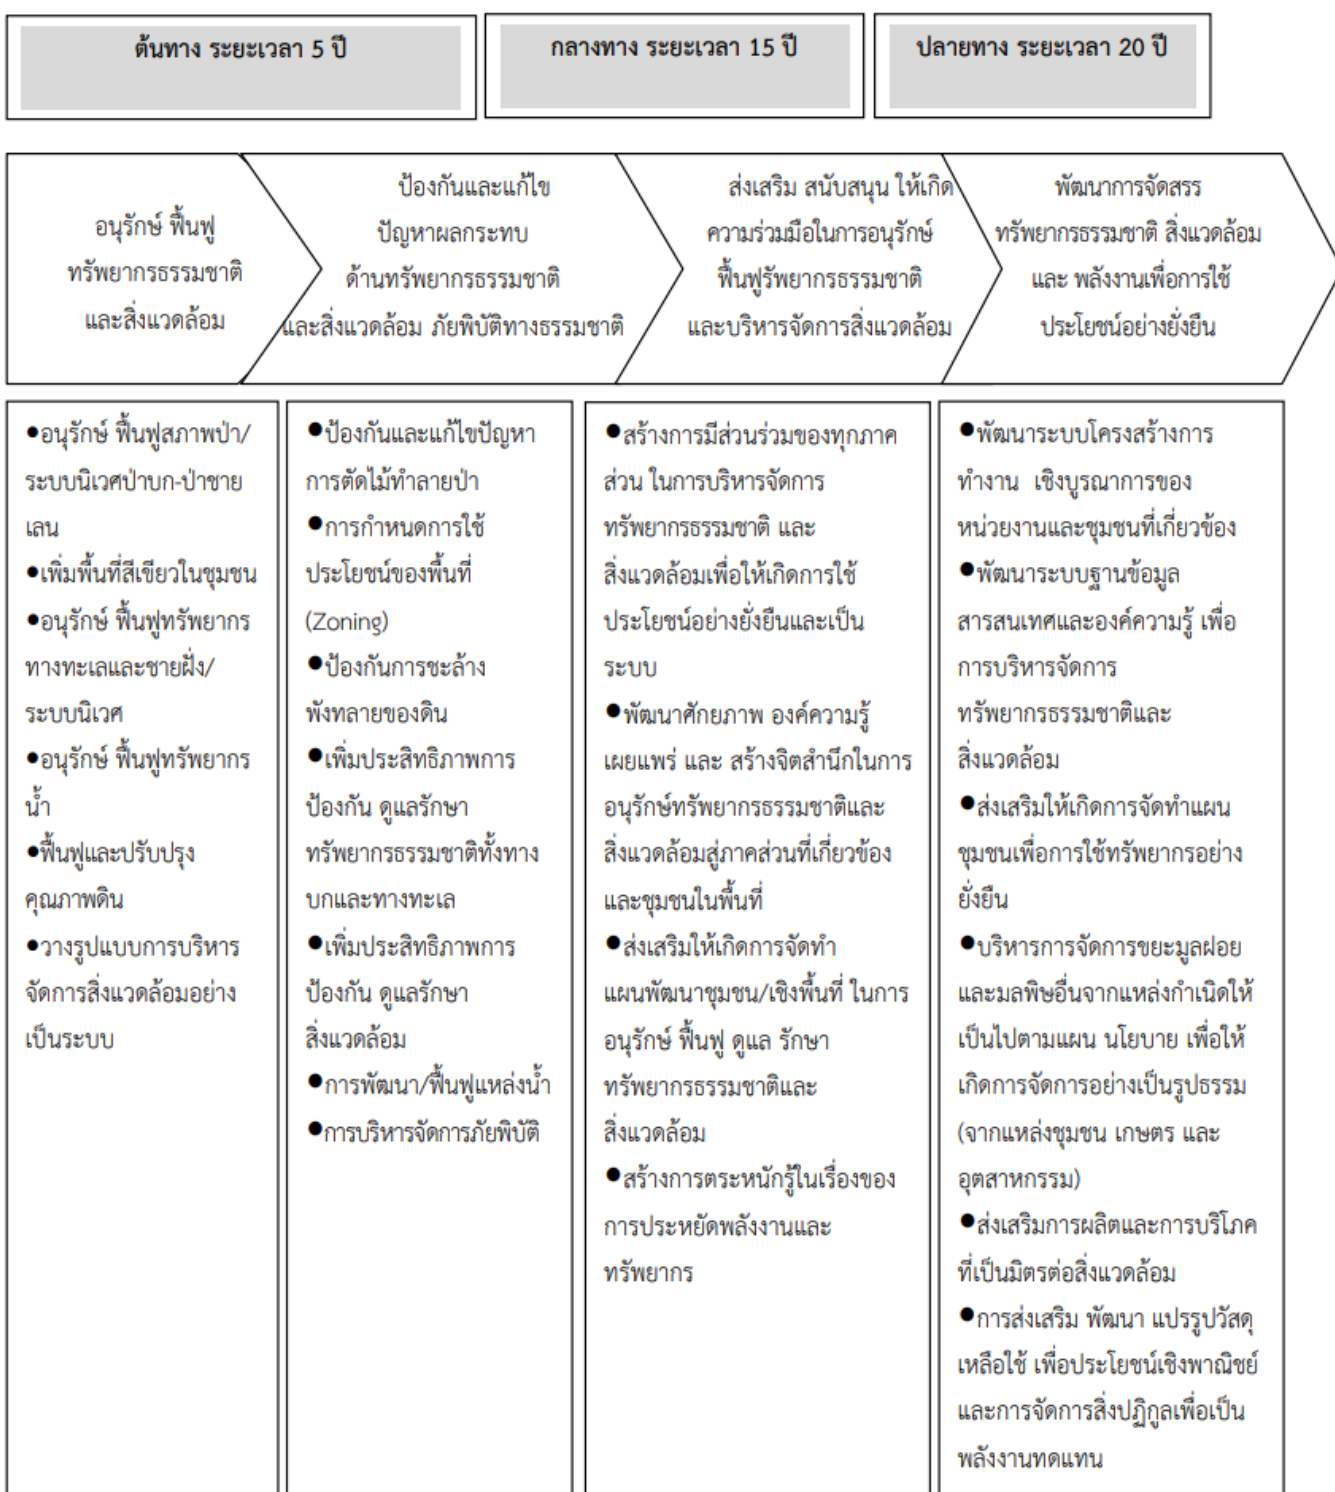 ต้นทาง ระยะเวลา 5 ปี
กลางทาง ระยะเวลา 15 ปี
ปลายทาง ระยะเวลา 20 ปี
อนุรักษ์ ฟื้นฟู
ทรัพยากรธรรมชาติ
และสิ่งแวดล้อม
ป้องกันและแก้ไข
ปัญหาผลกระทบ
ด้านทรัพยากรธรรมชาติ
และสิ่งแวดล้อม ภัยพิบัติทางธรรมชาติ
ส่งเสริม สนับสนุน ให้เกิด
ความร่วมมือในการอนุรักษ์
ฟื้นฟูรัพยากรธรรมชาติ
และบริหารจัดการสิ่งแวดล้อม
พัฒนาการจัดสรร
ทรัพยากรธรรมชาติ สิ่งแวดล้อม
และ พลังงานเพื่อการใช้
ประโยชน์อย่างยั่งยืน
●อนุรักษ์ ฟื้นฟูสภาพป่า/
ระบบนิเวศป่าบก-ป่าชาย
เลน
●เพิ่มพื้นที่สีเขียวในชุมชน
●อนุรักษ์ ฟื้นฟูทรัพยากร
ทางทะเลและชายฝั่ง/
ระบบนิเวศ
●อนุรักษ์ ฟื้นฟูทรัพยากร
น้ำ
●ฟื้นฟูและปรับปรุง
คุณภาพดิน
●วางรูปแบบการบริหาร
จัดการสิ่งแวดล้อมอย่าง
เป็นระบบ
●ป้องกันและแก้ไขปัญหา
การตัดไม้ทำลายป่า
●การกำหนดการใช้
ประโยชน์ของพื้นที่
(Zoning)
●ป้องกันการชะล้าง
พังทลายของดิน
●เพิ่มประสิทธิภาพการ
ป้องกัน ดูแลรักษา
ทรัพยากรธรรมชาติทั้งทาง
บกและทางทะเล
●เพิ่มประสิทธิภาพการ
ป้องกัน ดูแลรักษา
สิ่งแวดล้อม
●การพัฒนา/ฟื้นฟูแหล่งน้ำ
●การบริหารจัดการภัยพิบัติ
●สร้างการมีส่วนร่วมของทุกภาค
ส่วน ในการบริหารจัดการ
ทรัพยากรธรรมชาติ และ
สิ่งแวดล้อมเพื่อให้เกิดการใช้
ประโยชน์อย่างยั่งยืนและเป็น
ระบบ
●พัฒนาศักยภาพ องค์ความรู้
เผยแพร่ และ สร้างจิตสำนึกในการ
อนุรักษ์ทรัพยากรธรรมชาติและ
สิ่งแวดล้อมสู่ภาคส่วนที่เกี่ยวข้อง
และชุมชนในพื้นที่
●ส่งเสริมให้เกิดการจัดทำ
แผนพัฒนาชุมชน/เชิงพื้นที่ ในการ
อนุรักษ์ ฟื้นฟู ดูแล รักษา
ทรัพยากรธรรมชาติและ
สิ่งแวดล้อม
●สร้างการตระหนักรู้ในเรื่องของ
การประหยัดพลังงานและ
ทรัพยากร
●พัฒนาระบบโครงสร้างการ
ทำงาน เชิงบูรณาการของ
หน่วยงานและชุมชนที่เกี่ยวข้อง
●พัฒนาระบบฐานข้อมูล
สารสนเทศและองค์ความรู้ เพื่อ
การบริหารจัดการ
ทรัพยากรธรรมชาติและ
สิ่งแวดล้อม
●ส่งเสริมให้เกิดการจัดทำแผน
ชุมชนเพื่อการใช้ทรัพยากรอย่าง
ยั่งยืน
●บริหารการจัดการขยะมูลฝอย
และมลพิษอื่นจากแหล่งกำเนิดให้
เป็นไปตามแผน นโยบาย เพื่อให้
เกิดการจัดการอย่างเป็นรูปธรรม
(จากแหล่งชุมชน เกษตร และ
อุตสาหกรรม)
●ส่งเสริมการผลิตและการบริโภค
ที่เป็นมิตรต่อสิ่งแวดล้อม
●การส่งเสริม พัฒนา แปรรูปวัสดุ
เหลือใช้ เพื่อประโยชน์เชิงพาณิชย์
และการจัดการสิ่งปฏิกูลเพื่อเป็น
พลังงานทดแทน